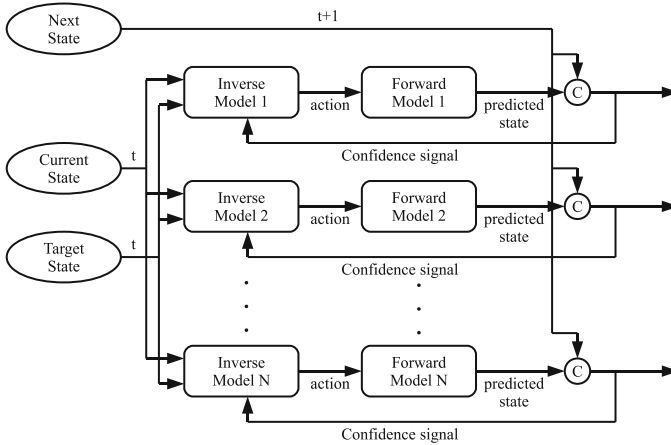 Next
State
t+1
Inverse
Model 1
action
Forward
Model 1
predicted
state
C
Confidence signal
Current
State
t
Inverse
Model 2
action
Forward
Model 2
predicted
state
C
Confidence signal
Target
State
t
Inverse
Model N
action
Forward
Model N
predicted
state
C
Confidence signal